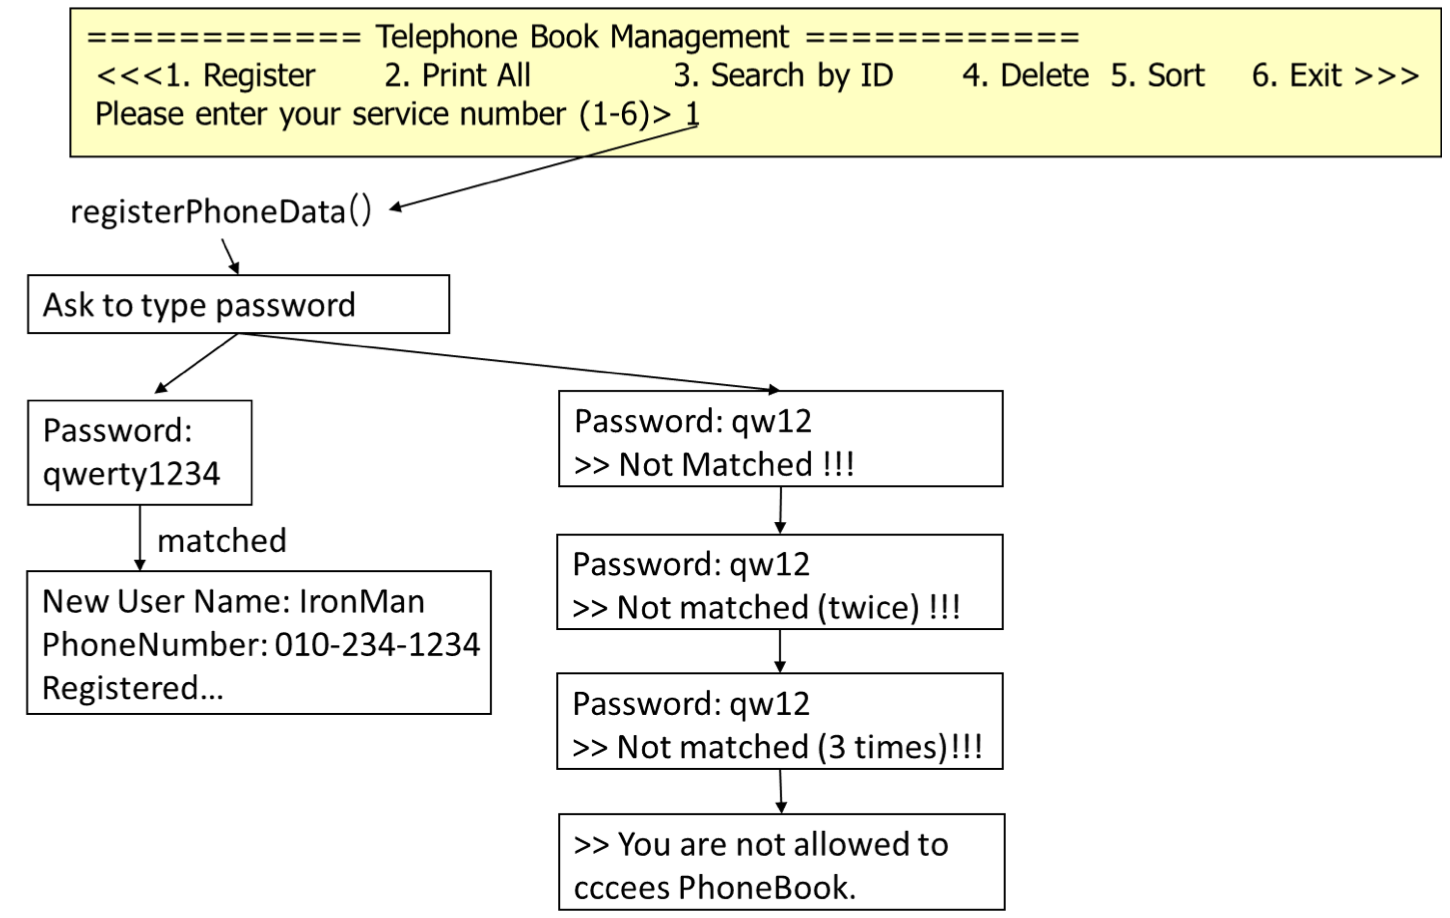 ============ Telephone Book Management ============
<<<1. Register 2. Print All 3. Search by ID 4. Delete 5. Sort 6. Exit >>>
Please enter your service number (1-6)> 1
registerPhoneData()
Ask to type password
Password:
qwerty1234
matched
New User Name: IronMan
PhoneNumber: 010-234-1234
Registered...
Password: qw12
>> Not Matched !!!
Password: qw12
>> Not matched (twice) !!!
Password: qw12
>> Not matched (3 times)!!!
>> You are not allowed to
cccees PhoneBook.